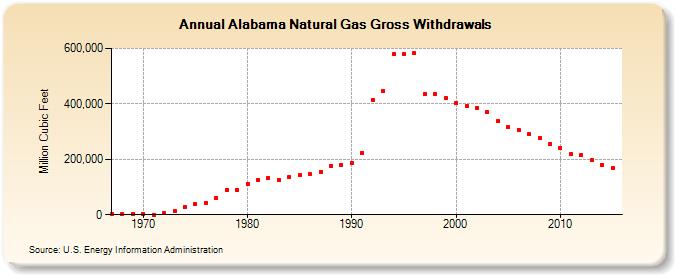 Annual Alabama Natural Gas Gross Withdrawals
Million Cubic Feet
600,000
400,000
200,000
0
1970 1980 1990 2000 2010
Source: U.S. Energy Information Administration